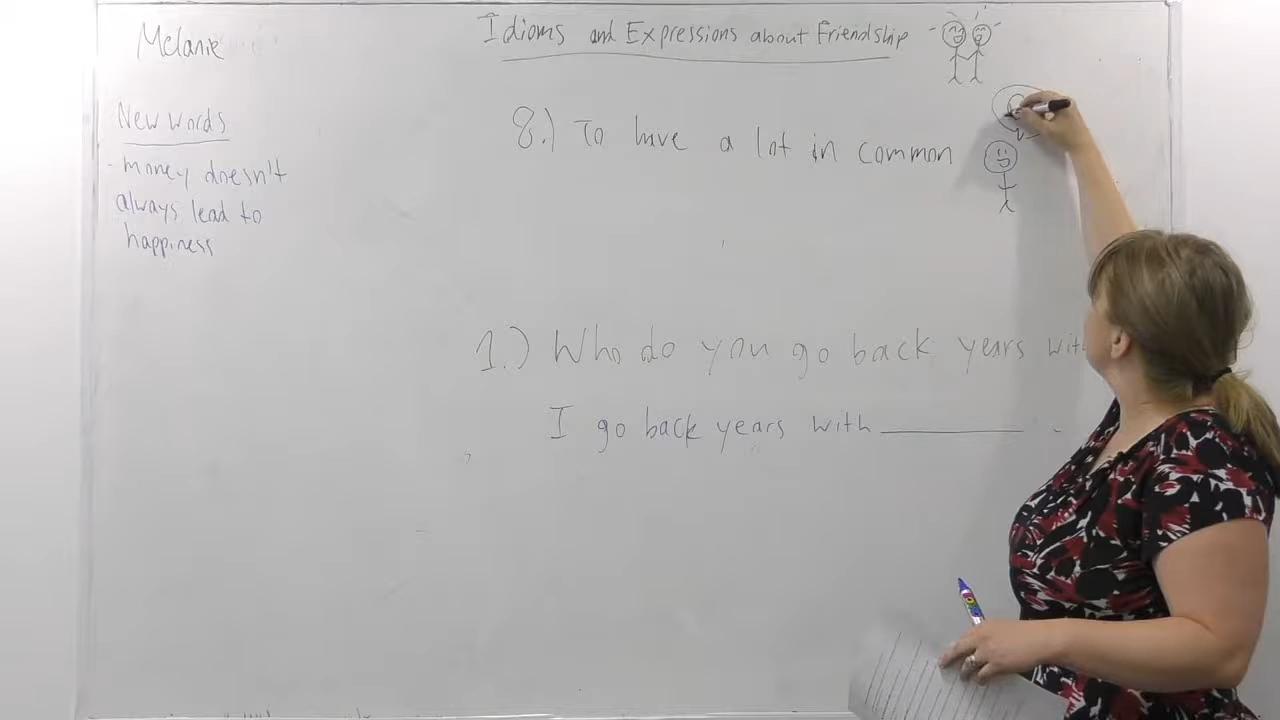 Melanie
Idioms and Expressions about Friendship
New words
- money doesn't
always lead to
happiness
8.) To have a lot in common
1.) Who do you go back years with
I go back years with ________ .